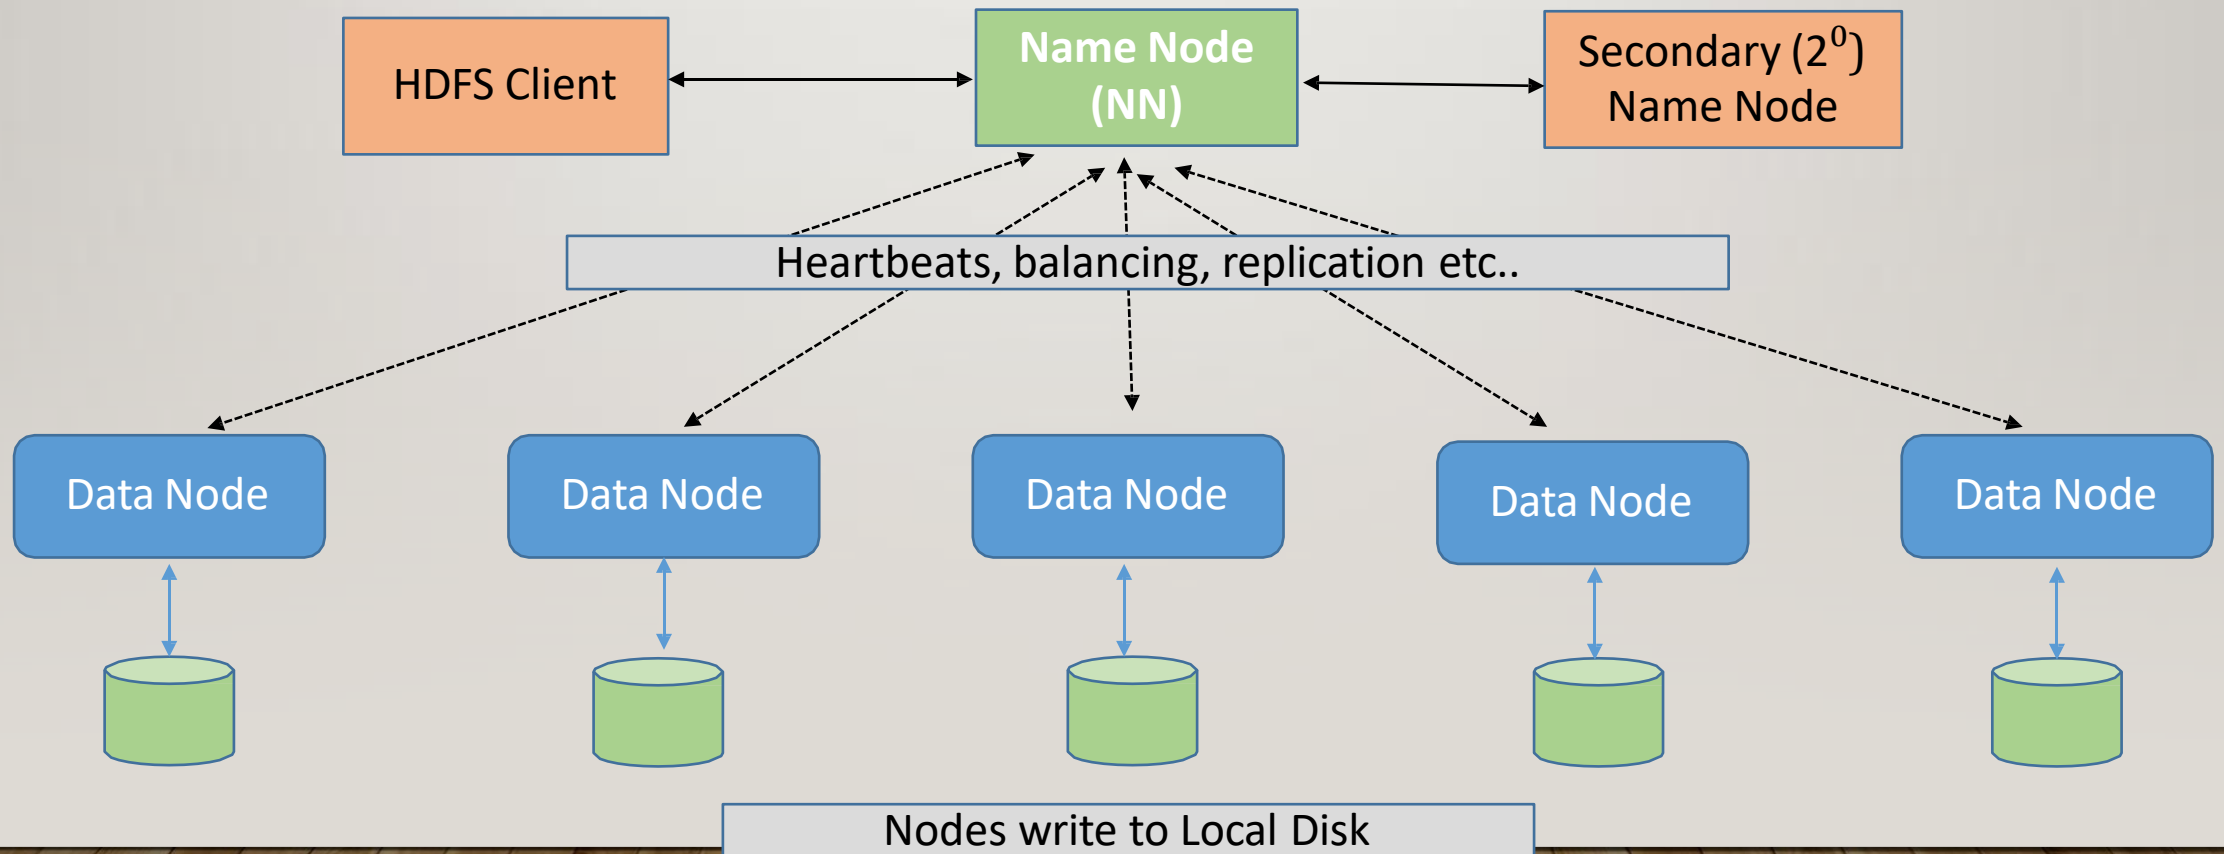 HDFS Client
Name Node
(NN)
Secondary (2⁰)
Name Node
Heartbeats, balancing, replication etc..
Data Node
Data Node
Data Node
Data Node
Data Node
Nodes write to Local Disk